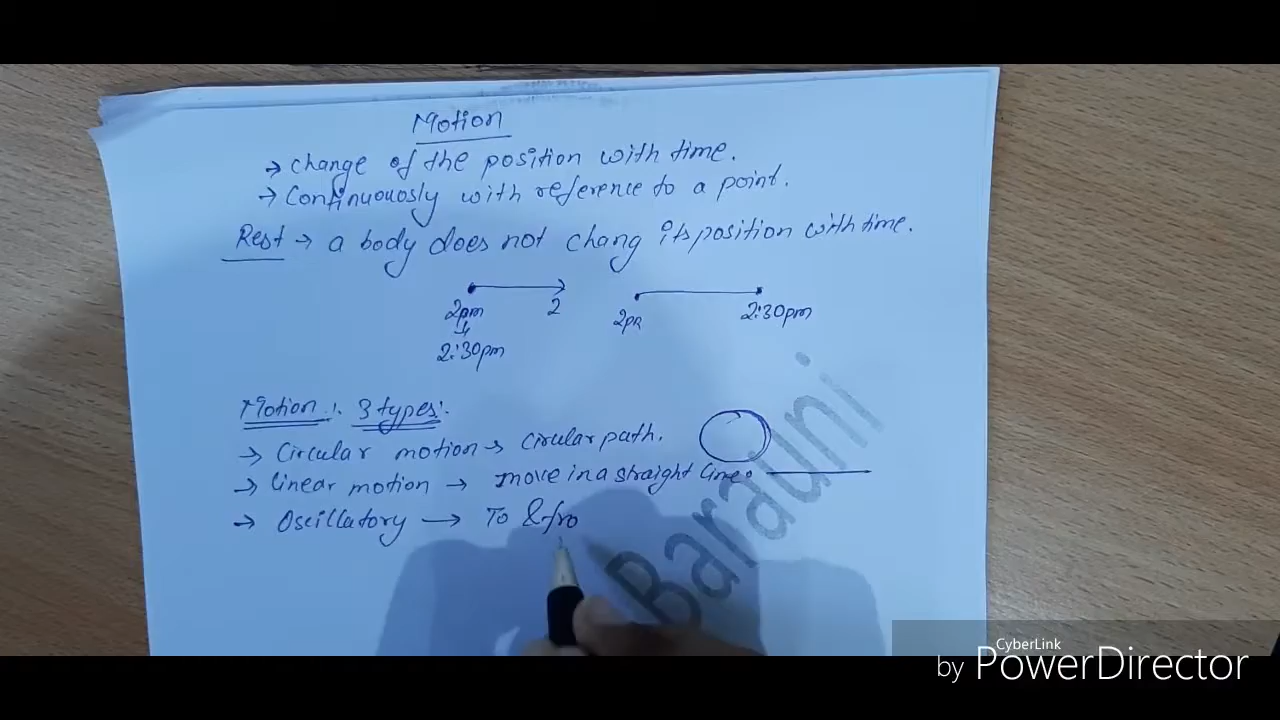 Motion
→ change of the position with time.
→ Continuously with reference to a point.
Rest → a body does not chang its position with time.
2pm 2 2pm 2:30pm
2:30pm
Motion :. 3 types:.
→ Circular motion → circular path.
→ linear motion → move in a straight line.
→ Oscillatory → To & fro
Barauni
CyberLink
by PowerDirector